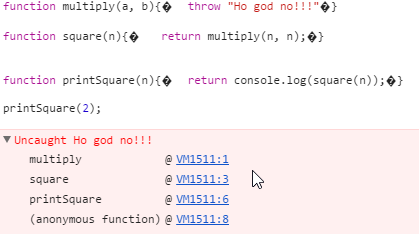 function multiply(a, b){�  throw "Ho god no!!!"�}
function square(n){�   return multiply(n, n);�}
function printSquare(n){�  return console.log(square(n));�}
printSquare(2);
▼ Uncaught Ho god no!!!
multiply @ VM1511:1
square @ VM1511:3
printSquare @ VM1511:6
(anonymous function) @ VM1511:8